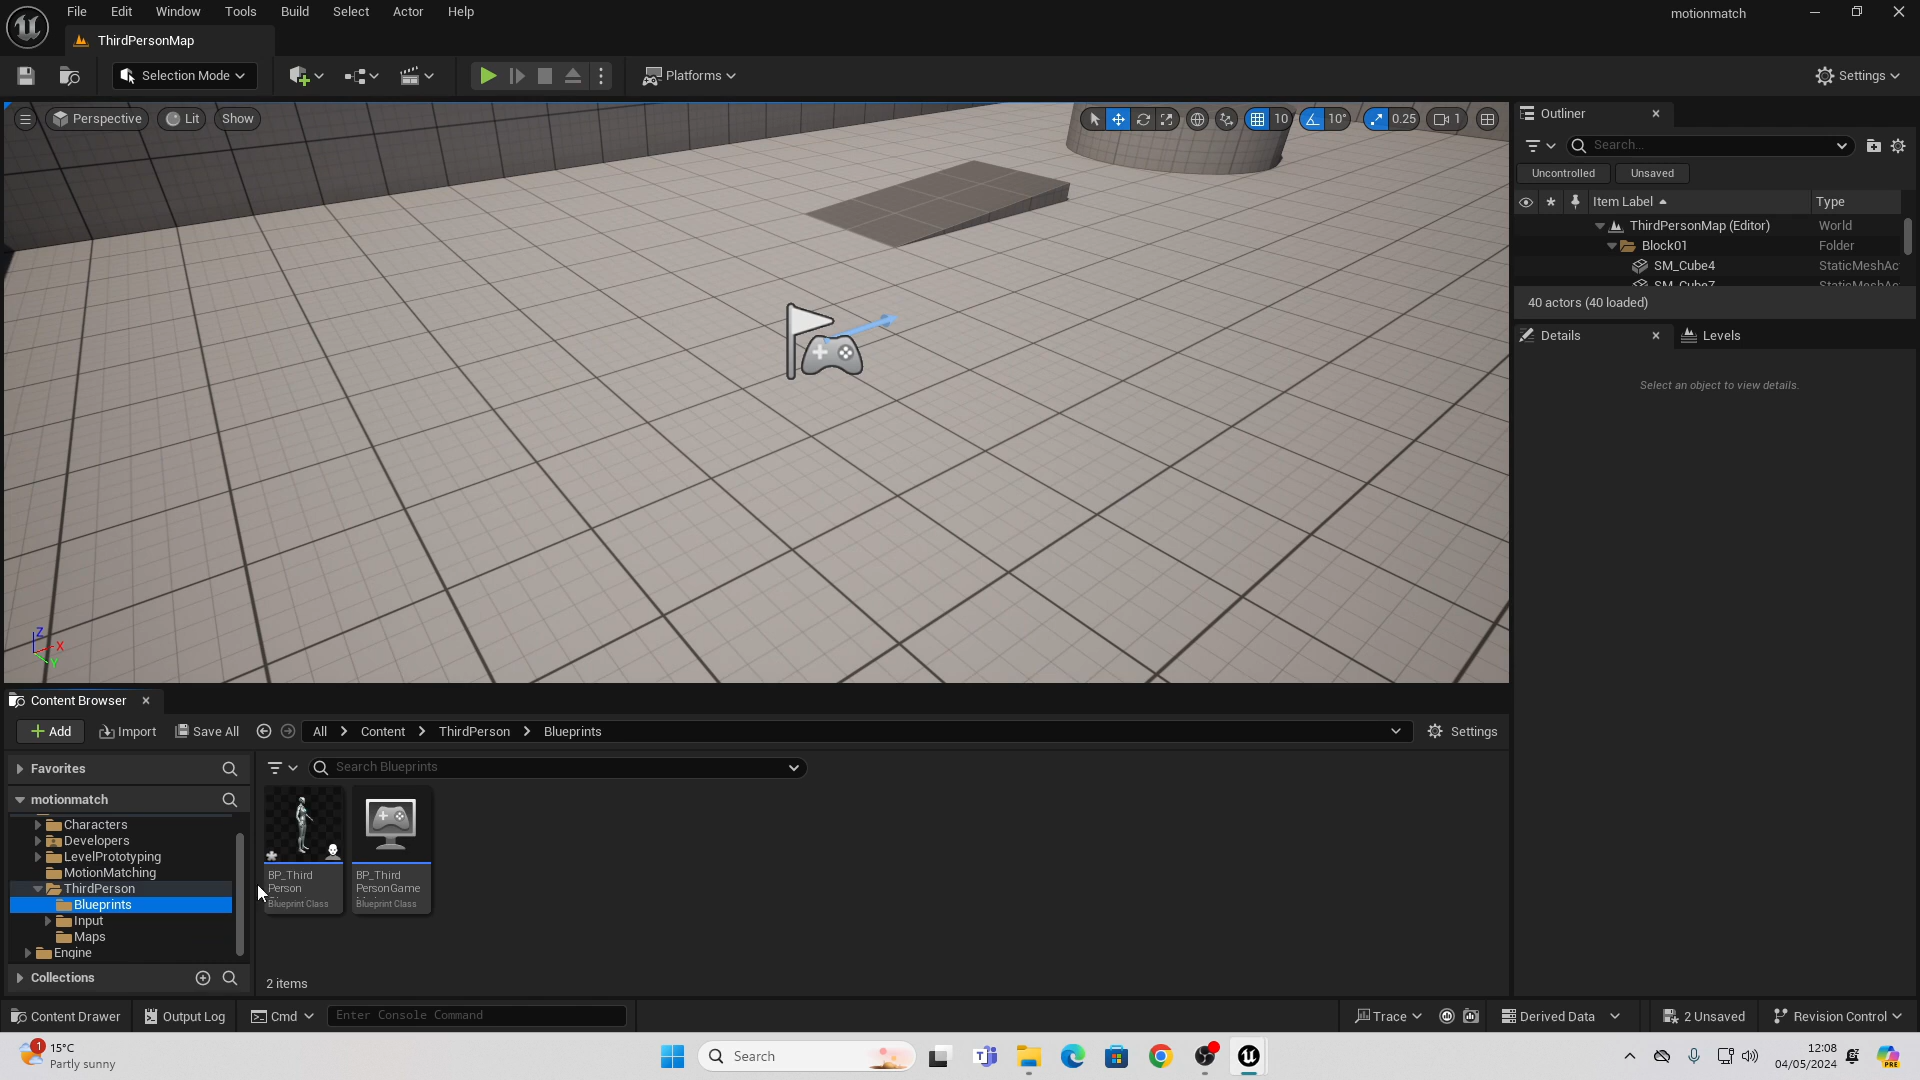 File Edit Window Tools Build Select Actor Help
motionmatch
ThirdPersonMap
Selection Mode
Platforms
Settings
Perspective Lit Show
10 10° 0.25 1
Outliner
Search...
Uncontrolled Unsaved
Item Label Type
ThirdPersonMap (Editor) World
Block01 Folder
SM_Cube4 StaticMeshAc
40 actors (40 loaded)
Details Levels
Select an object to view details.
Z
X
Y
Content Browser
Add Import Save All All Content ThirdPerson Blueprints Settings
Favorites
Search Blueprints
motionmatch
Characters
Developers
LevelPrototyping
MotionMatching
ThirdPerson
Blueprints
Input
Maps
Engine
Collections
BP_Third
Person
Blueprint Class
BP_Third
PersonGame
Blueprint Class
2 items
Content Drawer Output Log Cmd Enter Console Command
Trace Derived Data 2 Unsaved Revision Control
1
15°C
Partly sunny
Search
12:08
04/05/2024
PRE